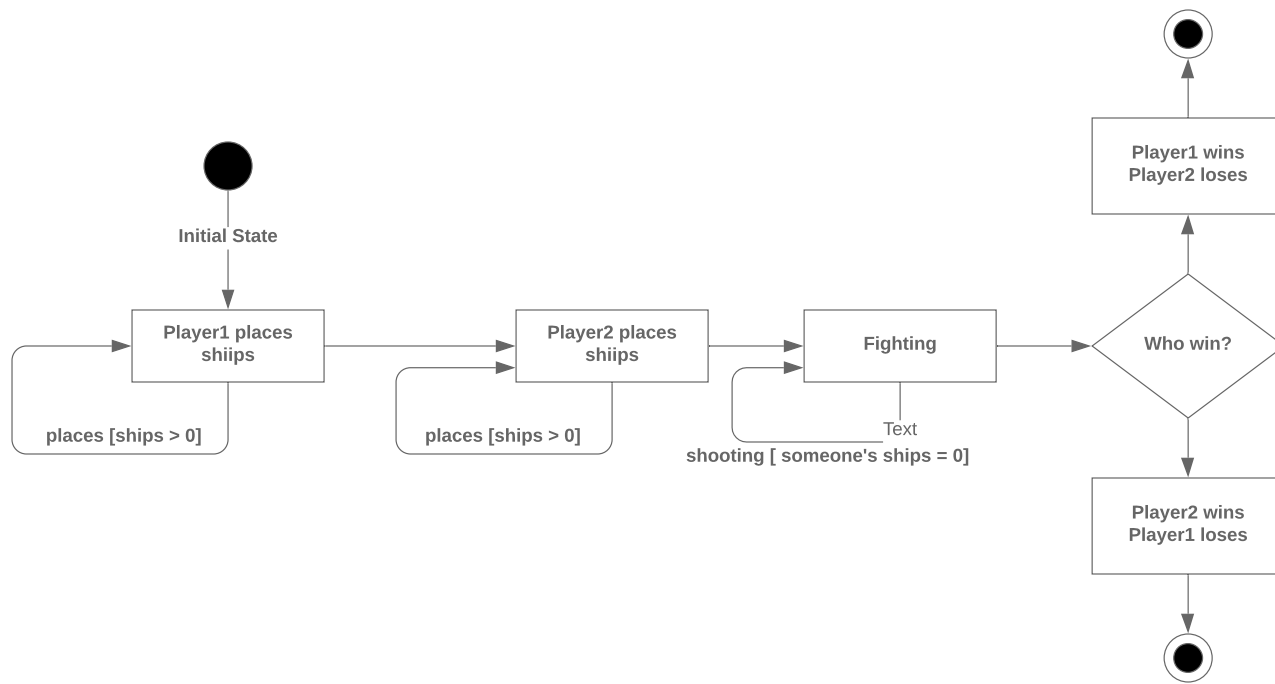 Initial State
Player1 places
shiips
places [ships > 0]
Player2 places
shiips
places [ships > 0]
Fighting
Text
shooting [ someone's ships = 0]
Who win?
Player1 wins
Player2 loses
Player2 wins
Player1 loses